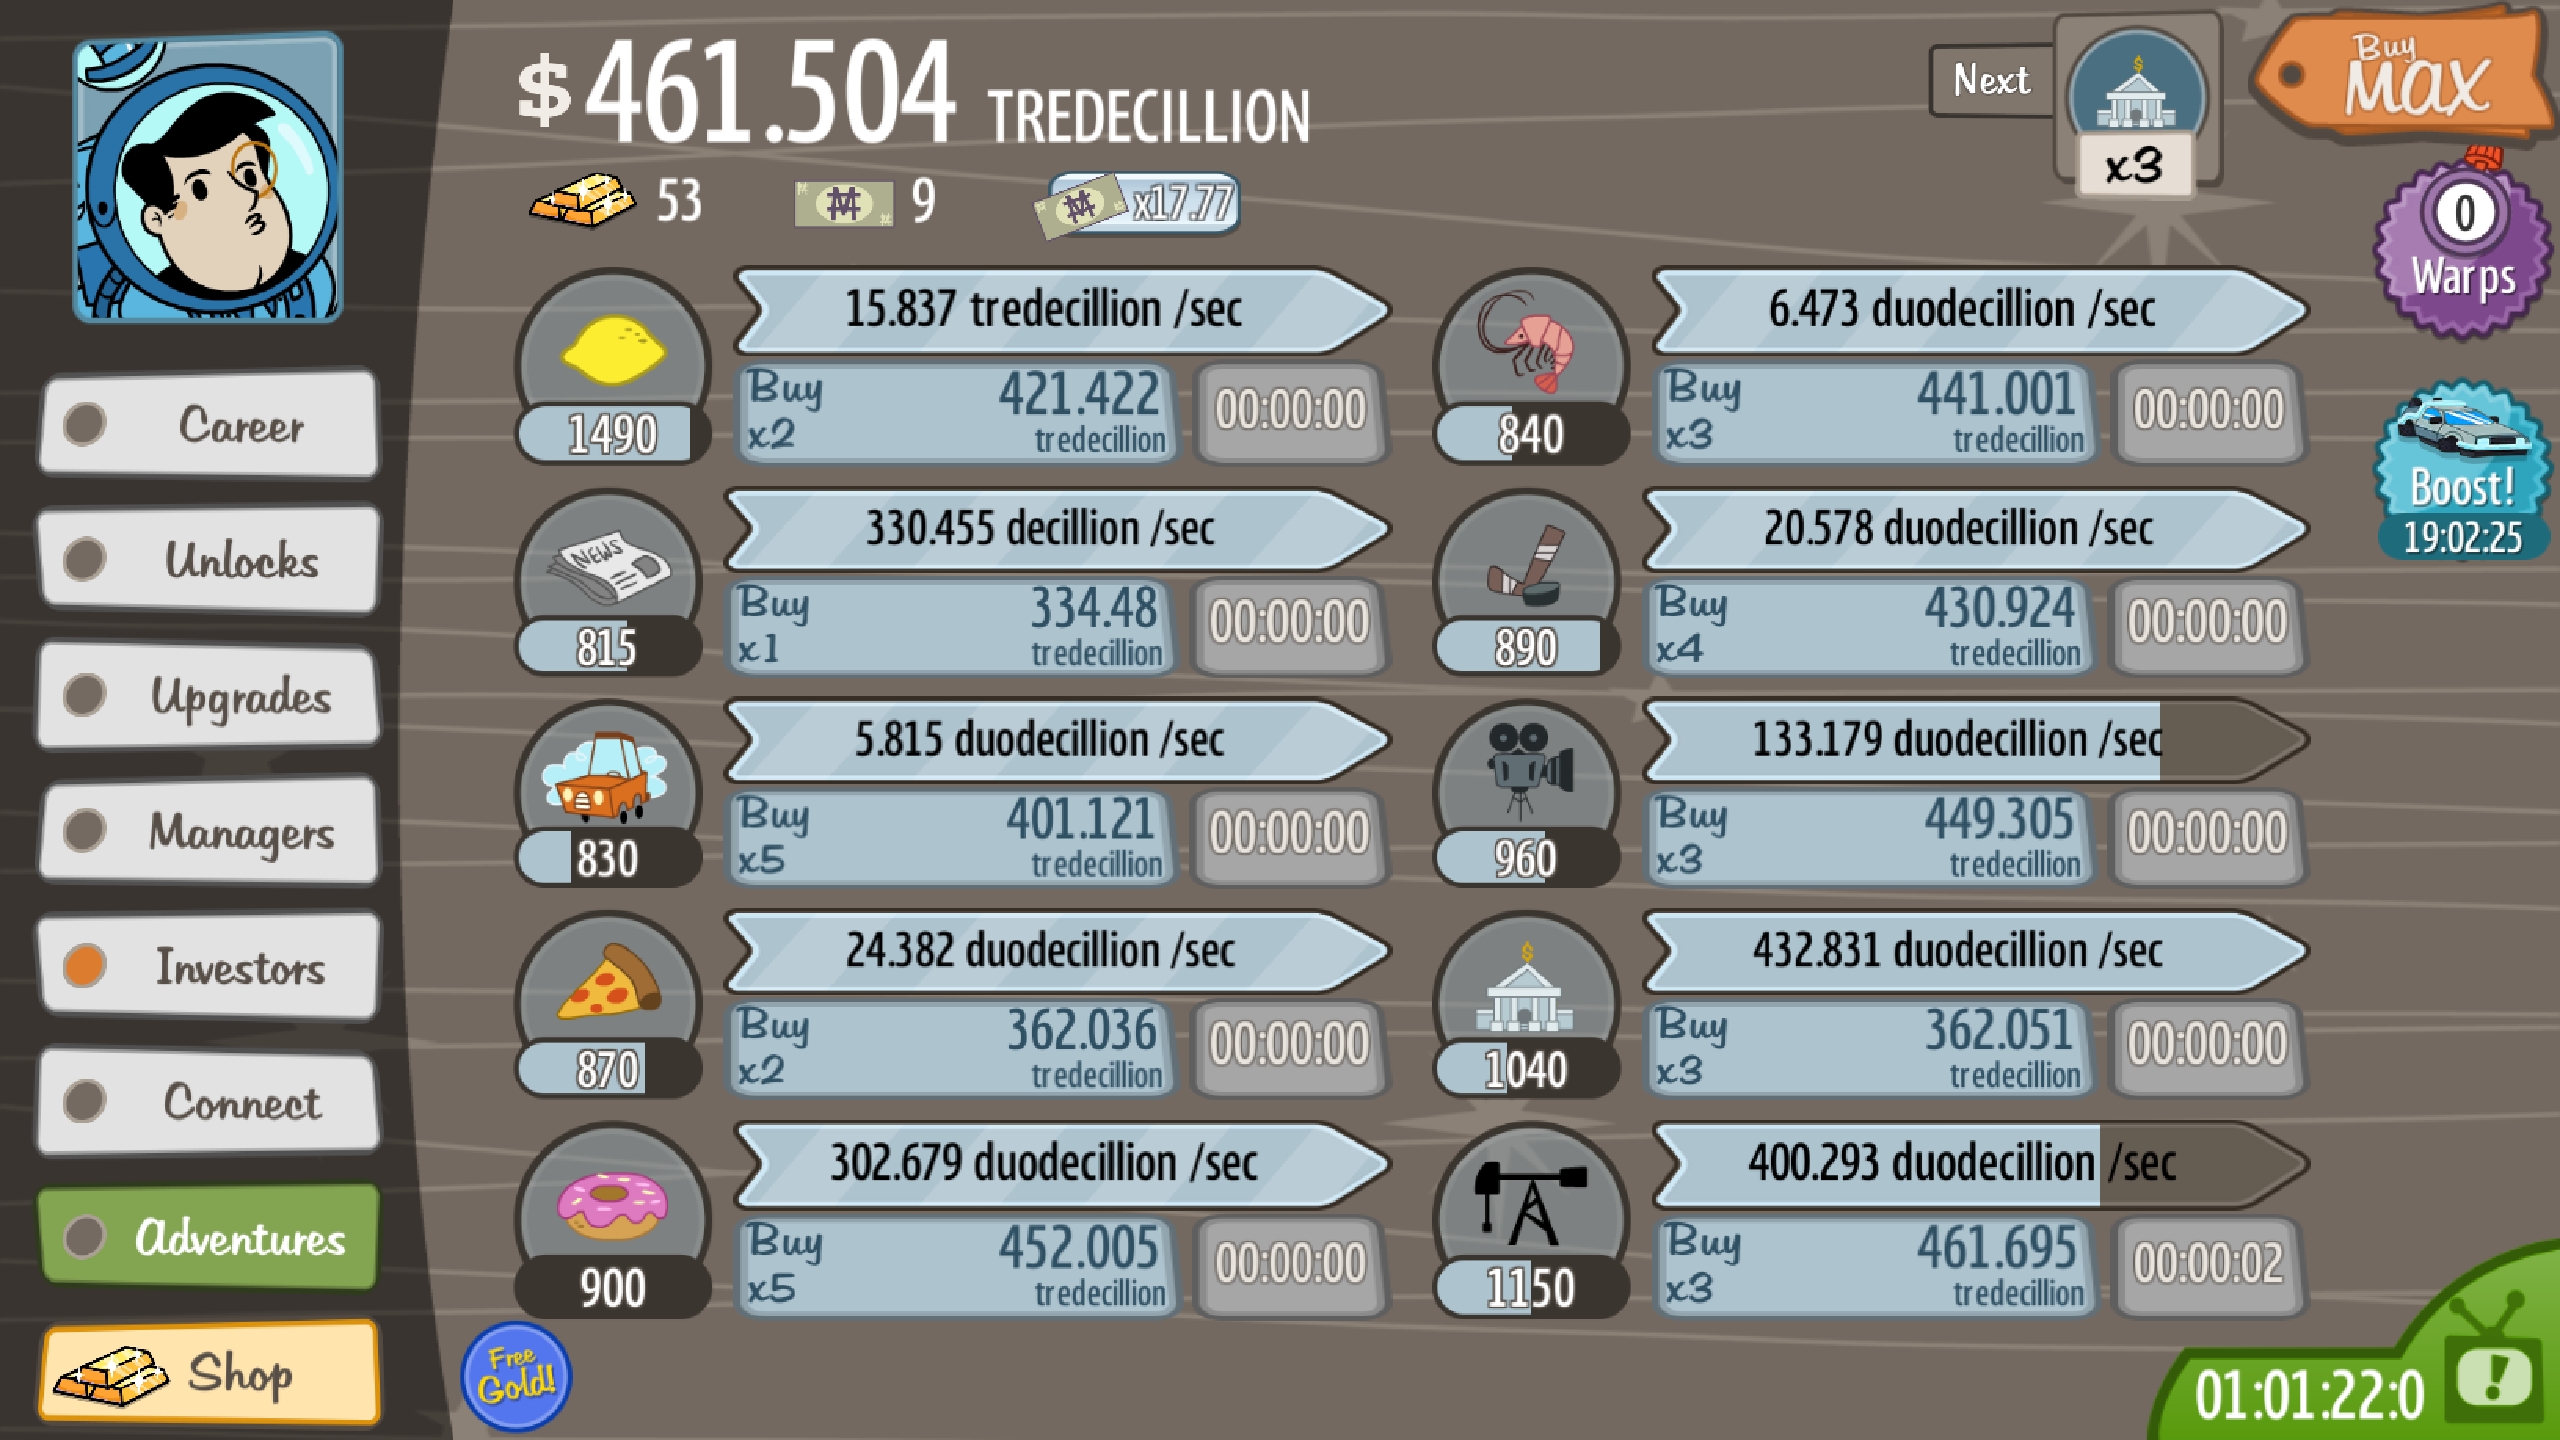 $461.504 TREDECILLION
53
9
x17.77
Next
x3
Buy
MAX
0
Warps
Boost!
19:02:25
Career
Unlocks
Upgrades
Managers
Investors
Connect
Adventures
Shop
15.837 tredecillion /sec
1490
Buy
x2
421.422
tredecillion
00:00:00
6.473 duodecillion /sec
840
Buy
x3
441.001
tredecillion
00:00:00
NEWS
330.455 decillion /sec
815
Buy
x1
334.48
tredecillion
00:00:00
20.578 duodecillion /sec
890
Buy
x4
430.924
tredecillion
00:00:00
5.815 duodecillion /sec
830
Buy
x5
401.121
tredecillion
00:00:00
133.179 duodecillion /sec
960
Buy
x3
449.305
tredecillion
00:00:00
24.382 duodecillion /sec
870
Buy
x2
362.036
tredecillion
00:00:00
$
432.831 duodecillion /sec
1040
Buy
x3
362.051
tredecillion
00:00:00
302.679 duodecillion /sec
900
Buy
x5
452.005
tredecillion
00:00:00
400.293 duodecillion /sec
1150
Buy
x3
461.695
tredecillion
00:00:02
Free
Gold!
01:01:22:0
!